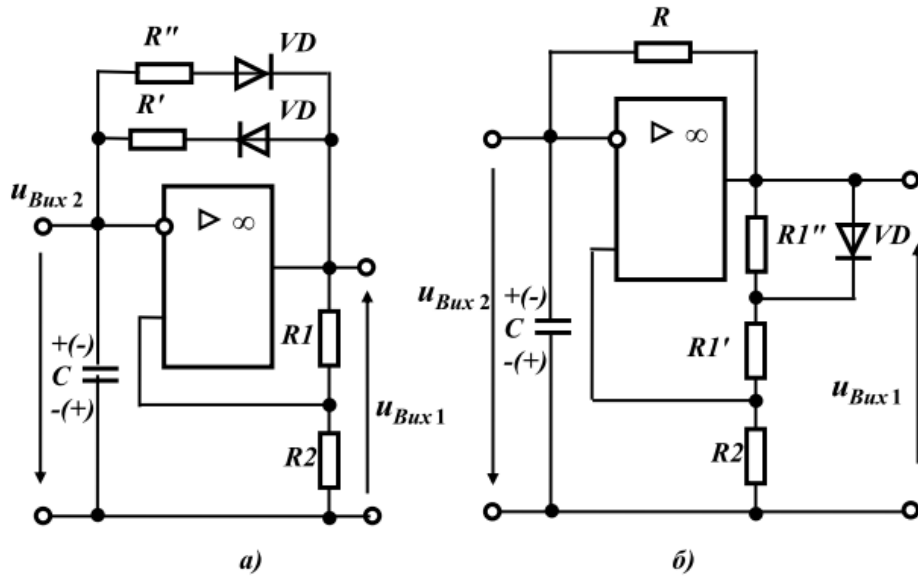 R"
VD
R'
VD
uВих 2
▷ ∞
+(-)
C
-(+)
R1
uВих 1
R2
а)
R
▷ ∞
R1"
VD
uВих 2
+(-)
C
-(+)
R1'
uВих 1
R2
б)